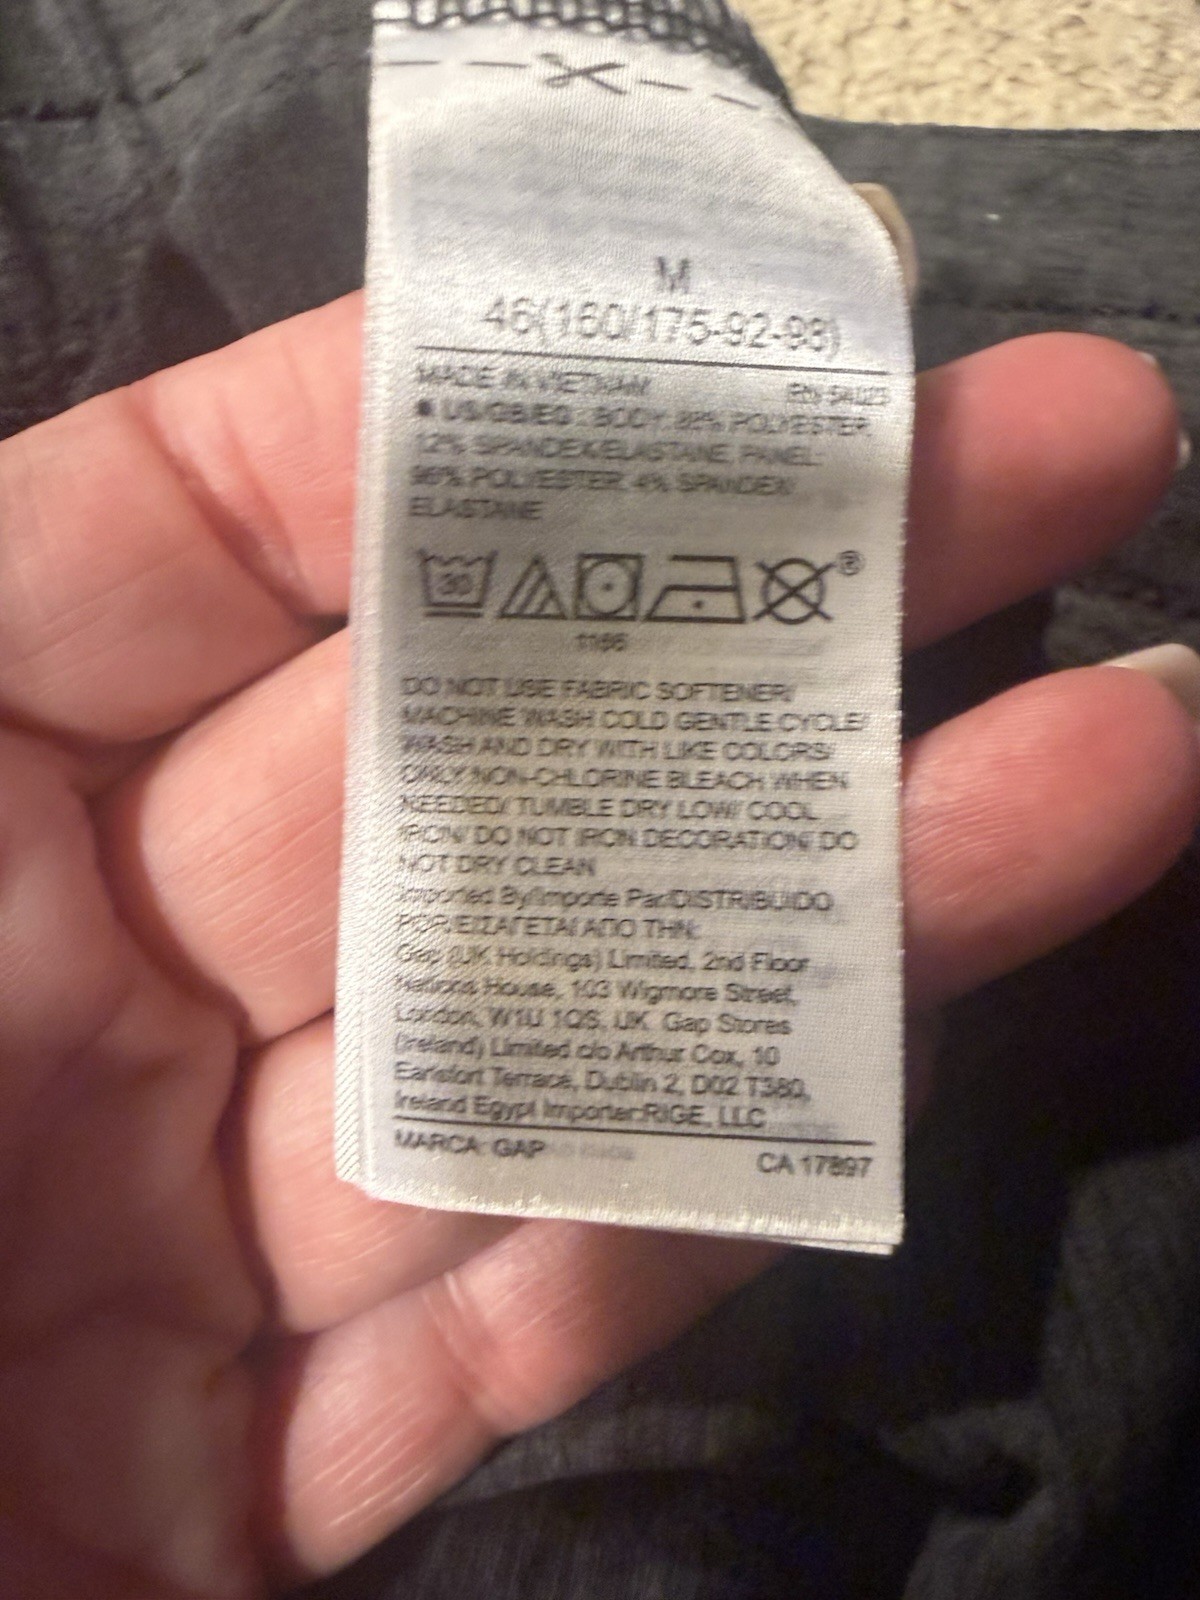 M
46(160/175-92-98)
MADE IN VIETNAM
US/GB/EG : BODY: 88% POLYESTER,
12% SPANDEX/ELASTANE, PANEL:
96% POLYESTER, 4% SPANDEX/
ELASTANE
30
®
1166
DO NOT USE FABRIC SOFTENER/
MACHINE WASH COLD GENTLE CYCLE/
WASH AND DRY WITH LIKE COLORS/
ONLY NON-CHLORINE BLEACH WHEN
NEEDED/ TUMBLE DRY LOW/ COOL
IRON/ DO NOT IRON DECORATION/ DO
NOT DRY CLEAN
Imported By/Importe Par/DISTRIBUIDO
POR/ΕΙΣΑΓΕΤΑΙ ΑΠΟ ΤΗΝ:
Gap (UK Holdings) Limited, 2nd Floor
Nations House, 103 Wigmore Street,
London, W1U 1QS, UK Gap Stores
(Ireland) Limited c/o Arthur Cox, 10
Earlsfort Terrace, Dublin 2, D02 T380,
Ireland Egypt Importer:RIGE, LLC
MARCA: GAP
CA 17897